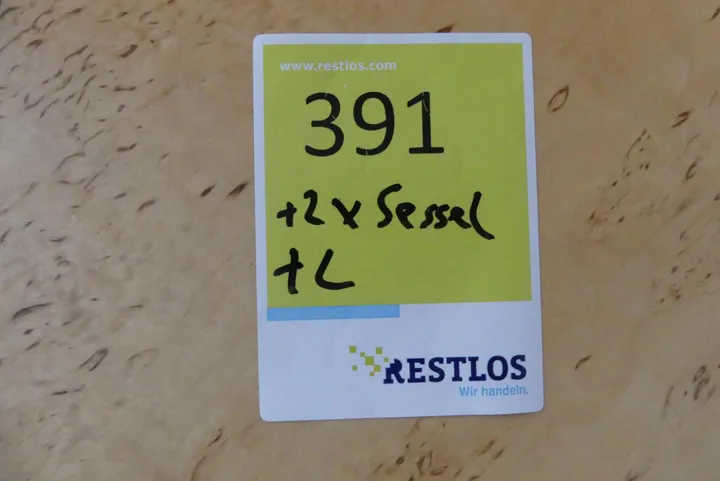 www.restlos.com
391
+2x Sessel
+L
RESTLOS
Wir handeln.